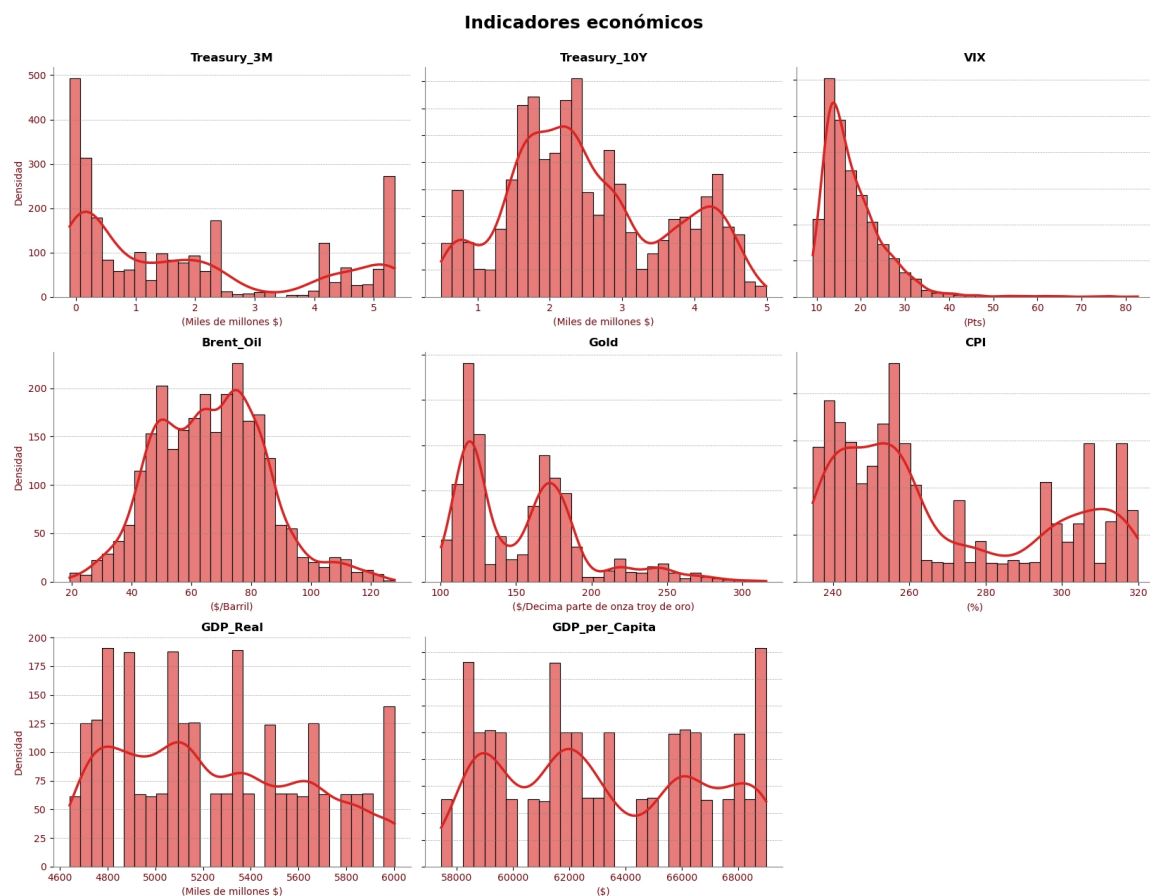 Indicadores económicos
Treasury_3M
Treasury_10Y
VIX
500
400
300
200
100
0
Densidad
0 1 2 3 4 5
1 2 3 4 5
10 20 30 40 50 60 70 80
(Miles de millones $)
(Miles de millones $)
(Pts)
Brent_Oil
Gold
CPI
200
150
100
50
0
Densidad
20 40 60 80 100 120
100 150 200 250 300
240 260 280 300 320
($/Barril)
($/Decima parte de onza troy de oro)
(%)
GDP_Real
GDP_per_Capita
200
175
150
125
100
75
50
25
0
Densidad
4600 4800 5000 5200 5400 5600 5800 6000
58000 60000 62000 64000 66000 68000
(Miles de millones $)
($)